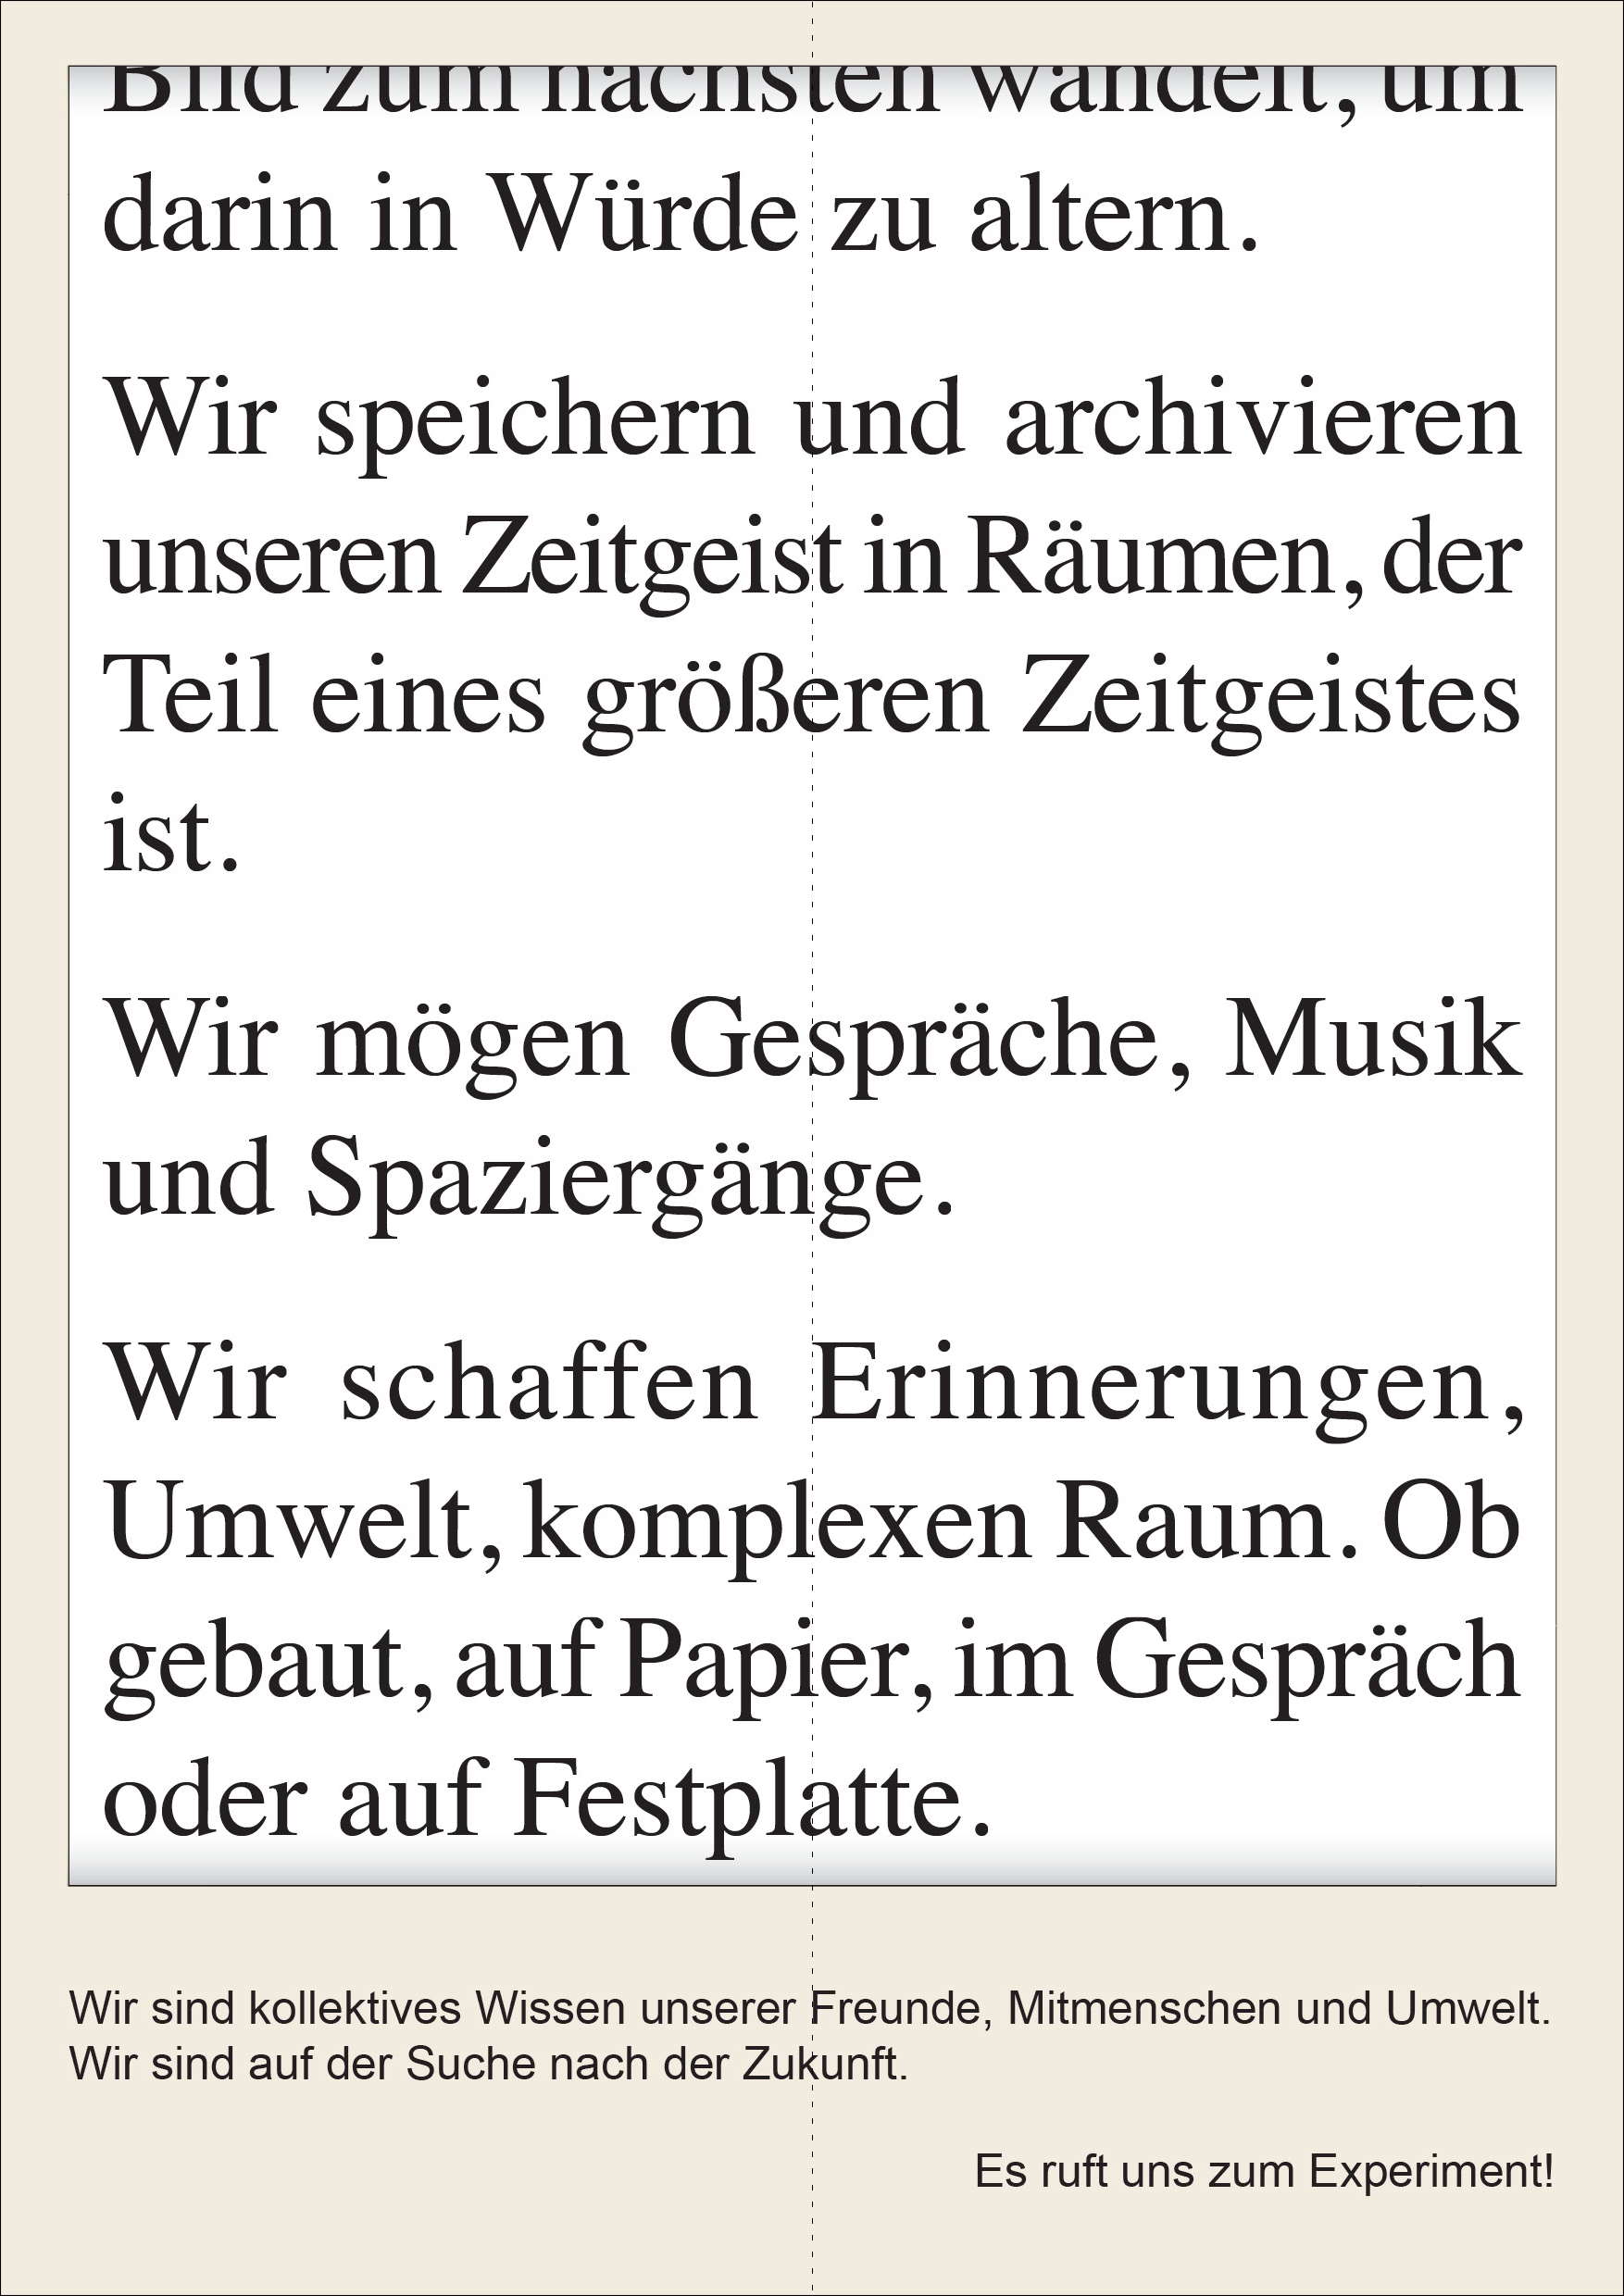 Bild zum nächsten wandelt, um
darin in Würde zu altern.
Wir speichern und archivieren
unseren Zeitgeist in Räumen, der
Teil eines größeren Zeitgeistes
ist.
Wir mögen Gespräche, Musik
und Spaziergänge.
Wir schaffen Erinnerungen,
Umwelt, komplexen Raum. Ob
gebaut, auf Papier, im Gespräch
oder auf Festplatte.
Wir sind kollektives Wissen unserer Freunde, Mitmenschen und Umwelt.
Wir sind auf der Suche nach der Zukunft.
Es ruft uns zum Experiment!